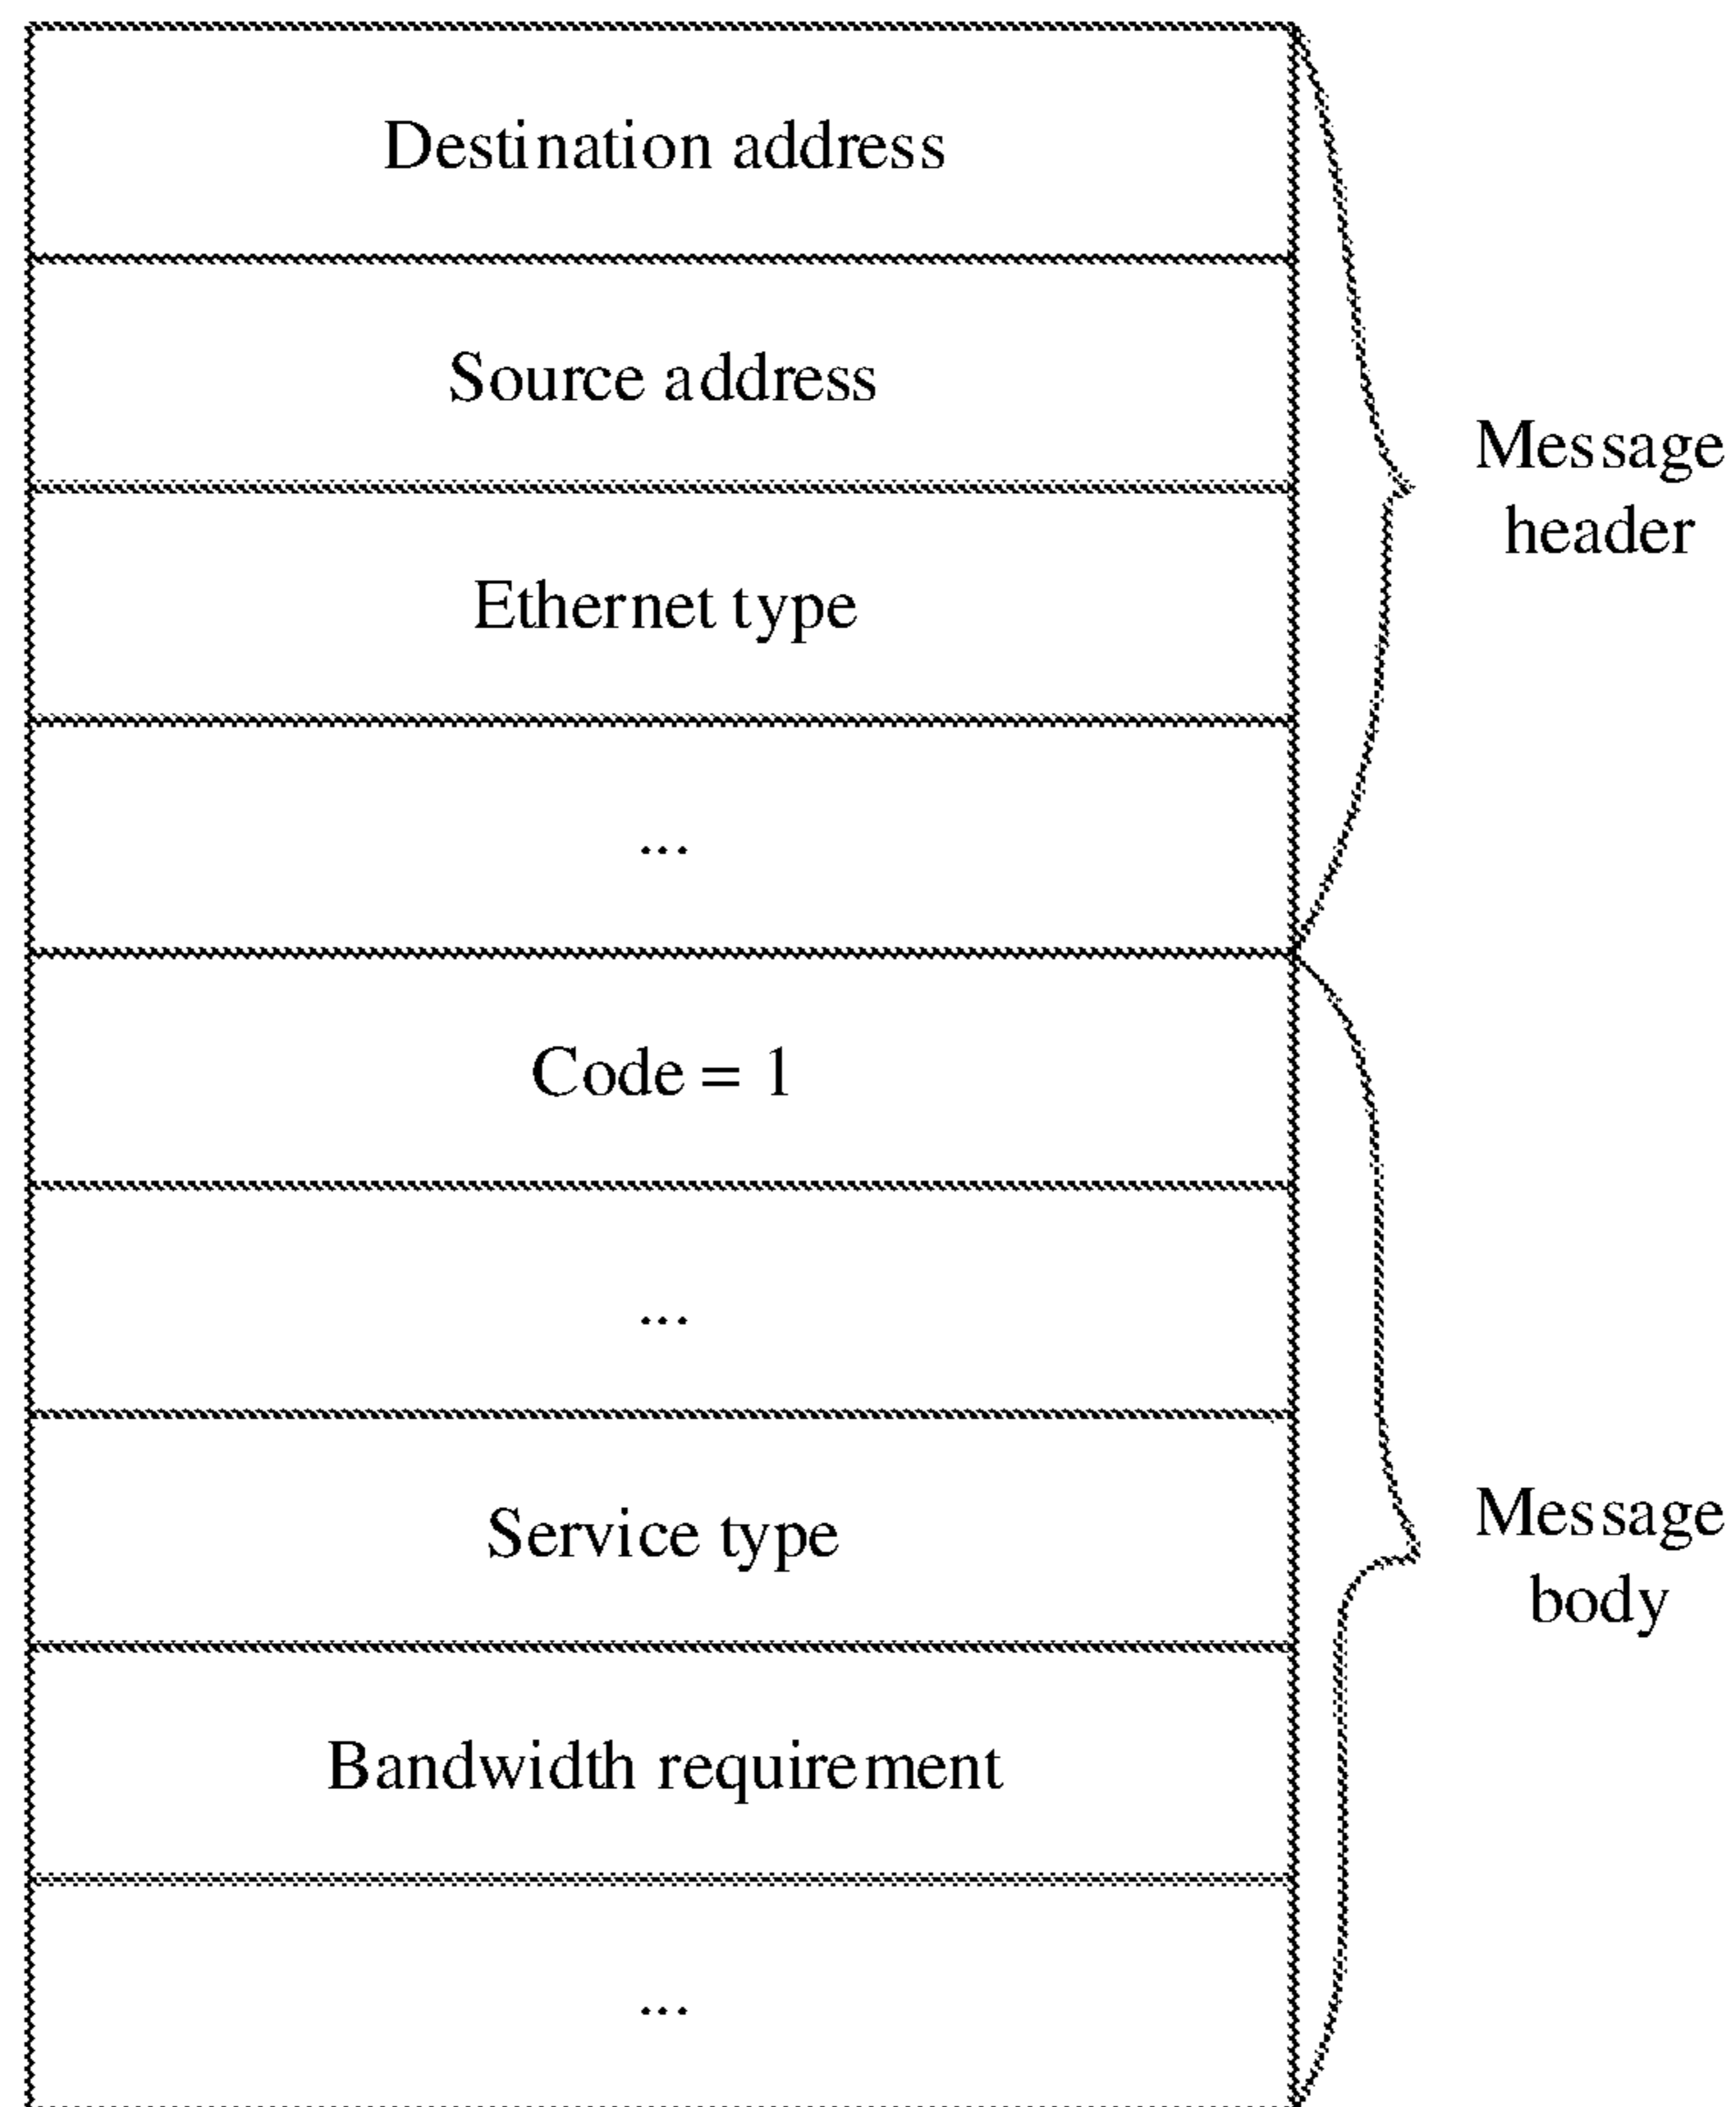 Destination address
Source address
Ethernet type
...
Message
header
Code = 1
...
Service type
Bandwidth requirement
...
Message
body